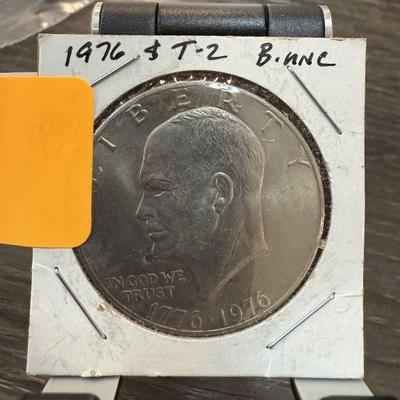 1976 $ T-2 B.UNC
LIBERTY
IN GOD WE
TRUST
1776·1976